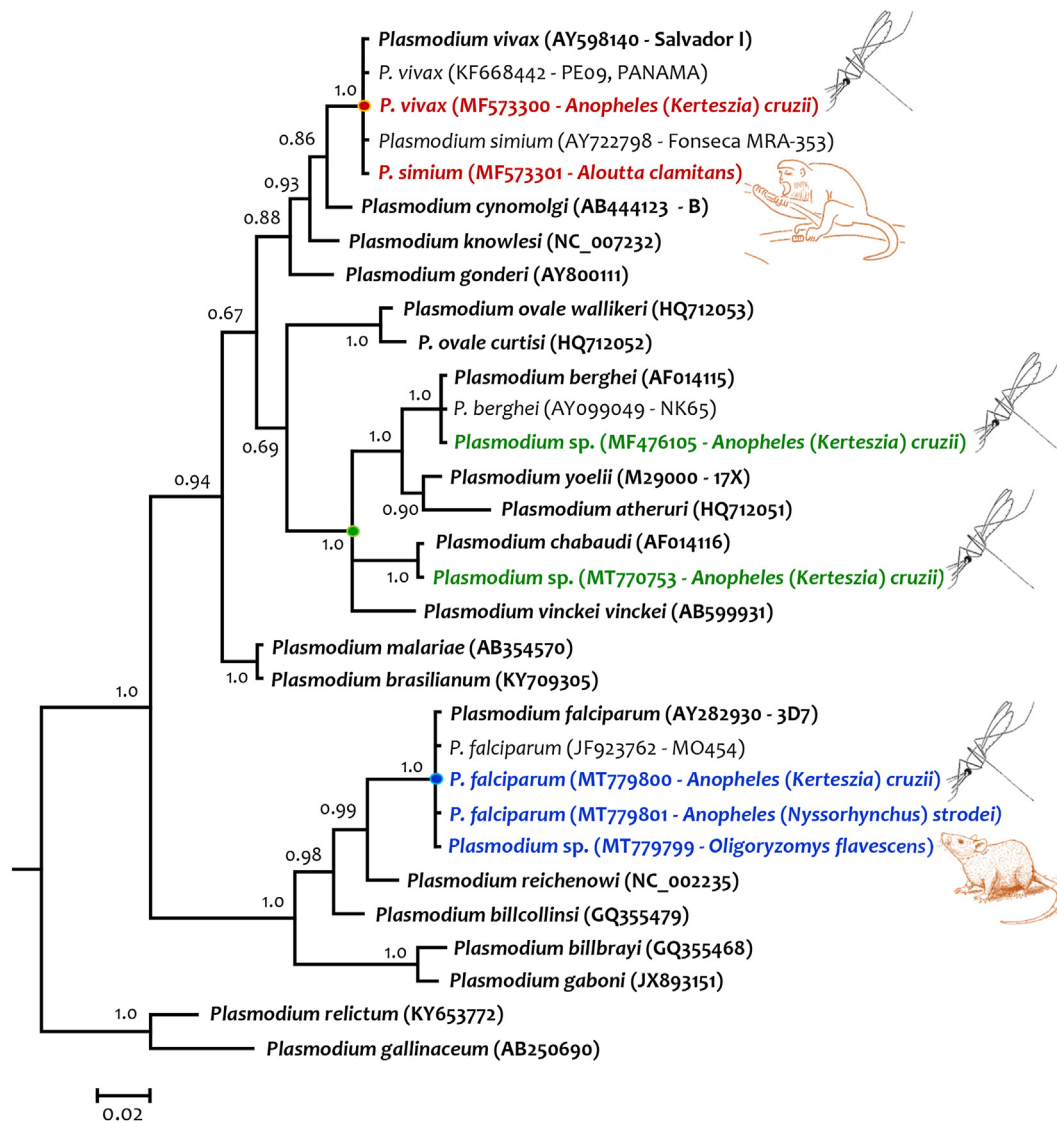 Plasmodium vivax (AY598140 - Salvador I)
P. vivax (KF668442 - PE09, PANAMA)
1.0
P. vivax (MF573300 - Anopheles (Kerteszia) cruzii)
0.86
Plasmodium simium (AY722798 - Fonseca MRA-353)
P. simium (MF573301 - Aloutta clamitans)
0.93
Plasmodium cynomolgi (AB444123 - B)
0.88
Plasmodium knowlesi (NC_007232)
Plasmodium gonderi (AY800111)
Plasmodium ovale wallikeri (HQ712053)
0.67
1.0
P. ovale curtisi (HQ712052)
Plasmodium berghei (AF014115)
1.0
P. berghei (AY099049 - NK65)
0.69
1.0
Plasmodium sp. (MF476105 - Anopheles (Kerteszia) cruzii)
0.94
Plasmodium yoelii (M29000 - 17X)
0.90
Plasmodium atheruri (HQ712051)
1.0
Plasmodium chabaudi (AF014116)
1.0
Plasmodium sp. (MT770753 - Anopheles (Kerteszia) cruzii)
Plasmodium vinckei vinckei (AB599931)
Plasmodium malariae (AB354570)
1.0
Plasmodium brasilianum (KY709305)
1.0
Plasmodium falciparum (AY282930 - 3D7)
P. falciparum (JF923762 - MO454)
1.0
P. falciparum (MT779800 - Anopheles (Kerteszia) cruzii)
P. falciparum (MT779801 - Anopheles (Nyssorhynchus) strodei)
0.99
Plasmodium sp. (MT779799 - Oligoryzomys flavescens)
0.98
Plasmodium reichenowi (NC_002235)
1.0
Plasmodium billcollinsi (GQ355479)
Plasmodium billbrayi (GQ355468)
1.0
Plasmodium gaboni (JX893151)
1.0
Plasmodium relictum (KY653772)
Plasmodium gallinaceum (AB250690)
0.02